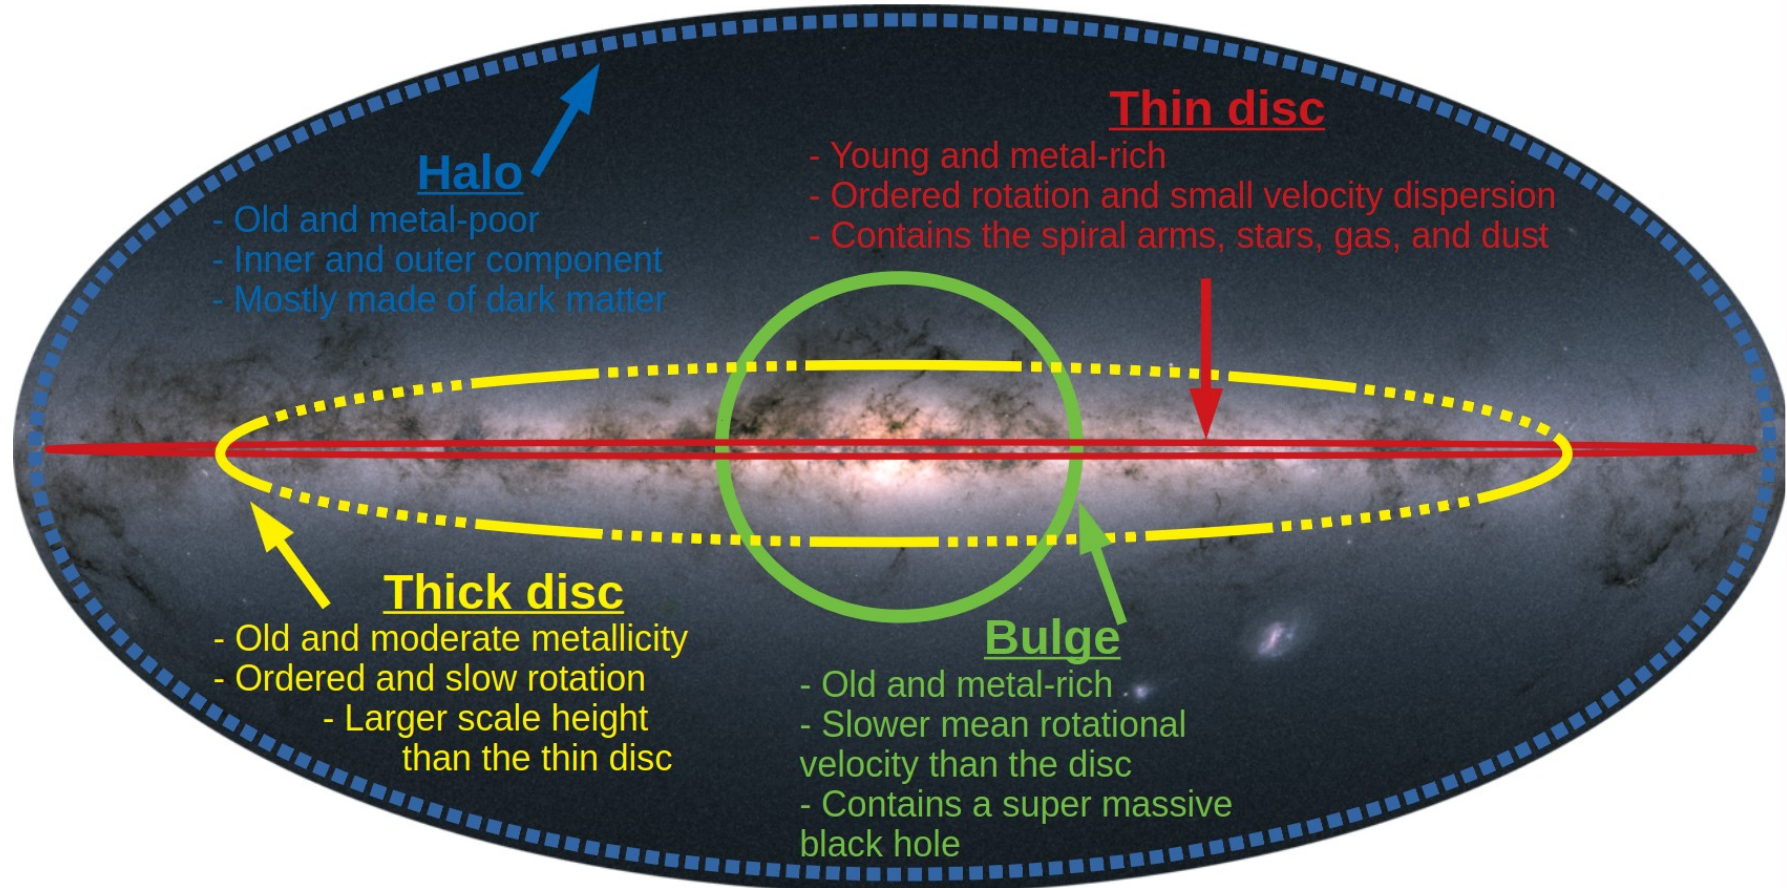 Thin disc
- Young and metal-rich
- Ordered rotation and small velocity dispersion
- Contains the spiral arms, stars, gas, and dust
Halo
- Old and metal-poor
- Inner and outer component
- Mostly made of dark matter
Thick disc
- Old and moderate metallicity
- Ordered and slow rotation
- Larger scale height
than the thin disc
Bulge
- Old and metal-rich
- Slower mean rotational
velocity than the disc
- Contains a super massive
black hole